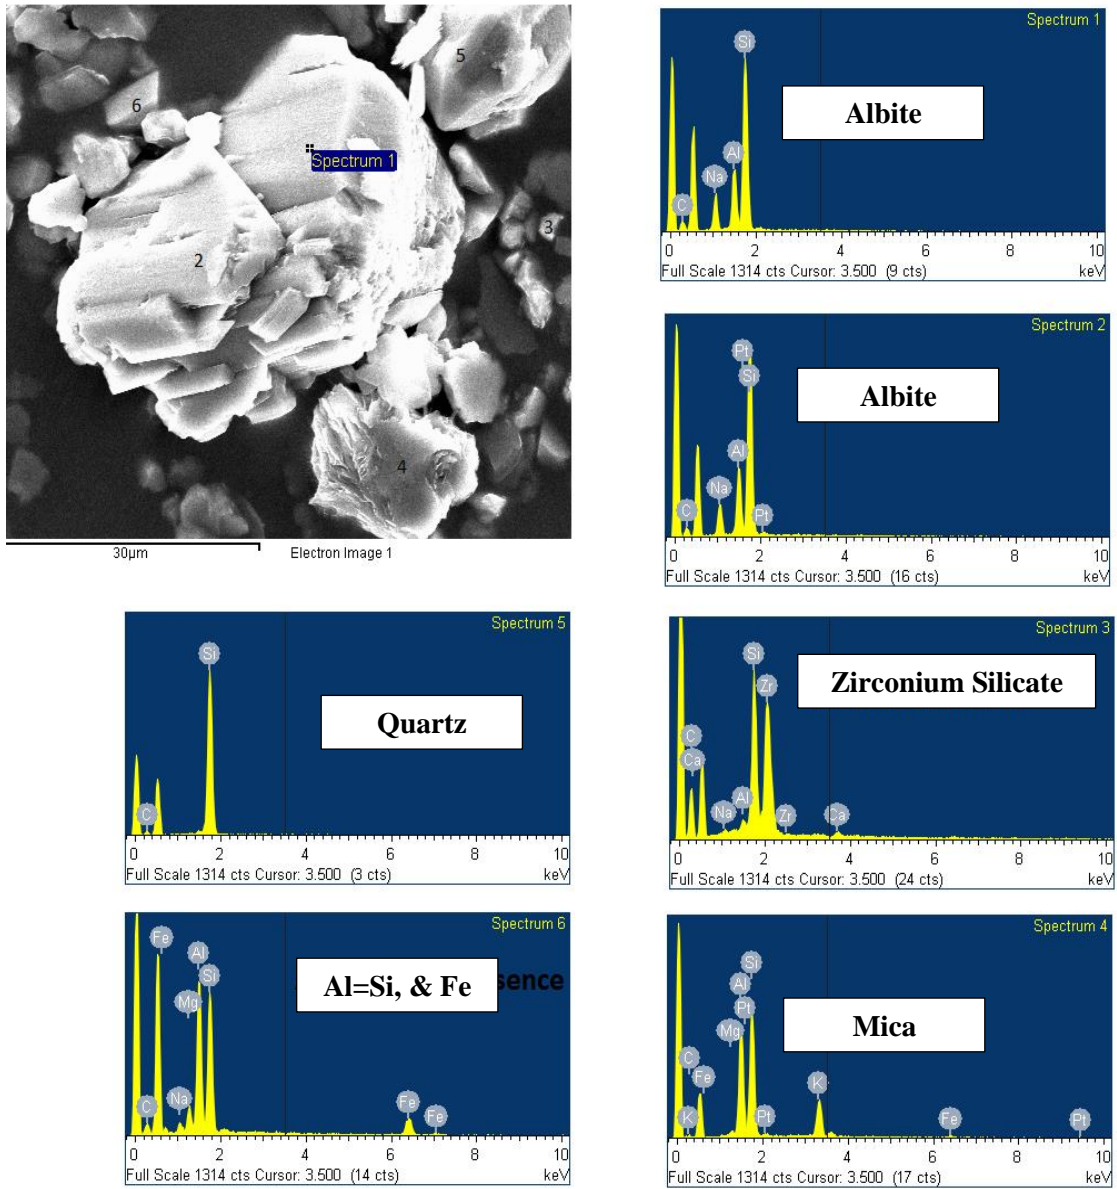 5
6
Spectrum 1
3
2
4
30µm
Electron Image 1
Spectrum 1
Si
Albite
Al
Na
C
0 2 4 6 8 10
Full Scale 1314 cts Cursor: 3.500 (9 cts) keV
Spectrum 2
Pt
Si
Albite
Al
Na
C
Pt
0 2 4 6 8 10
Full Scale 1314 cts Cursor: 3.500 (16 cts) keV
Spectrum 5
Si
Quartz
C
0 2 4 6 8 10
Full Scale 1314 cts Cursor: 3.500 (3 cts) keV
Spectrum 3
Si
Zirconium Silicate
Zr
C
Ca
Al
Na
Zr
Ca
0 2 4 6 8 10
Full Scale 1314 cts Cursor: 3.500 (24 cts) keV
Spectrum 6
Fe
Al
Si
Al=Si, & Fe sence
Mg
Na
C
Fe
Fe
0 2 4 6 8 10
Full Scale 1314 cts Cursor: 3.500 (14 cts) keV
Spectrum 4
Si
Al
Pt
Mica
Mg
C
Fe
K
K
Pt
Fe
Pt
0 2 4 6 8 10
Full Scale 1314 cts Cursor: 3.500 (17 cts) keV